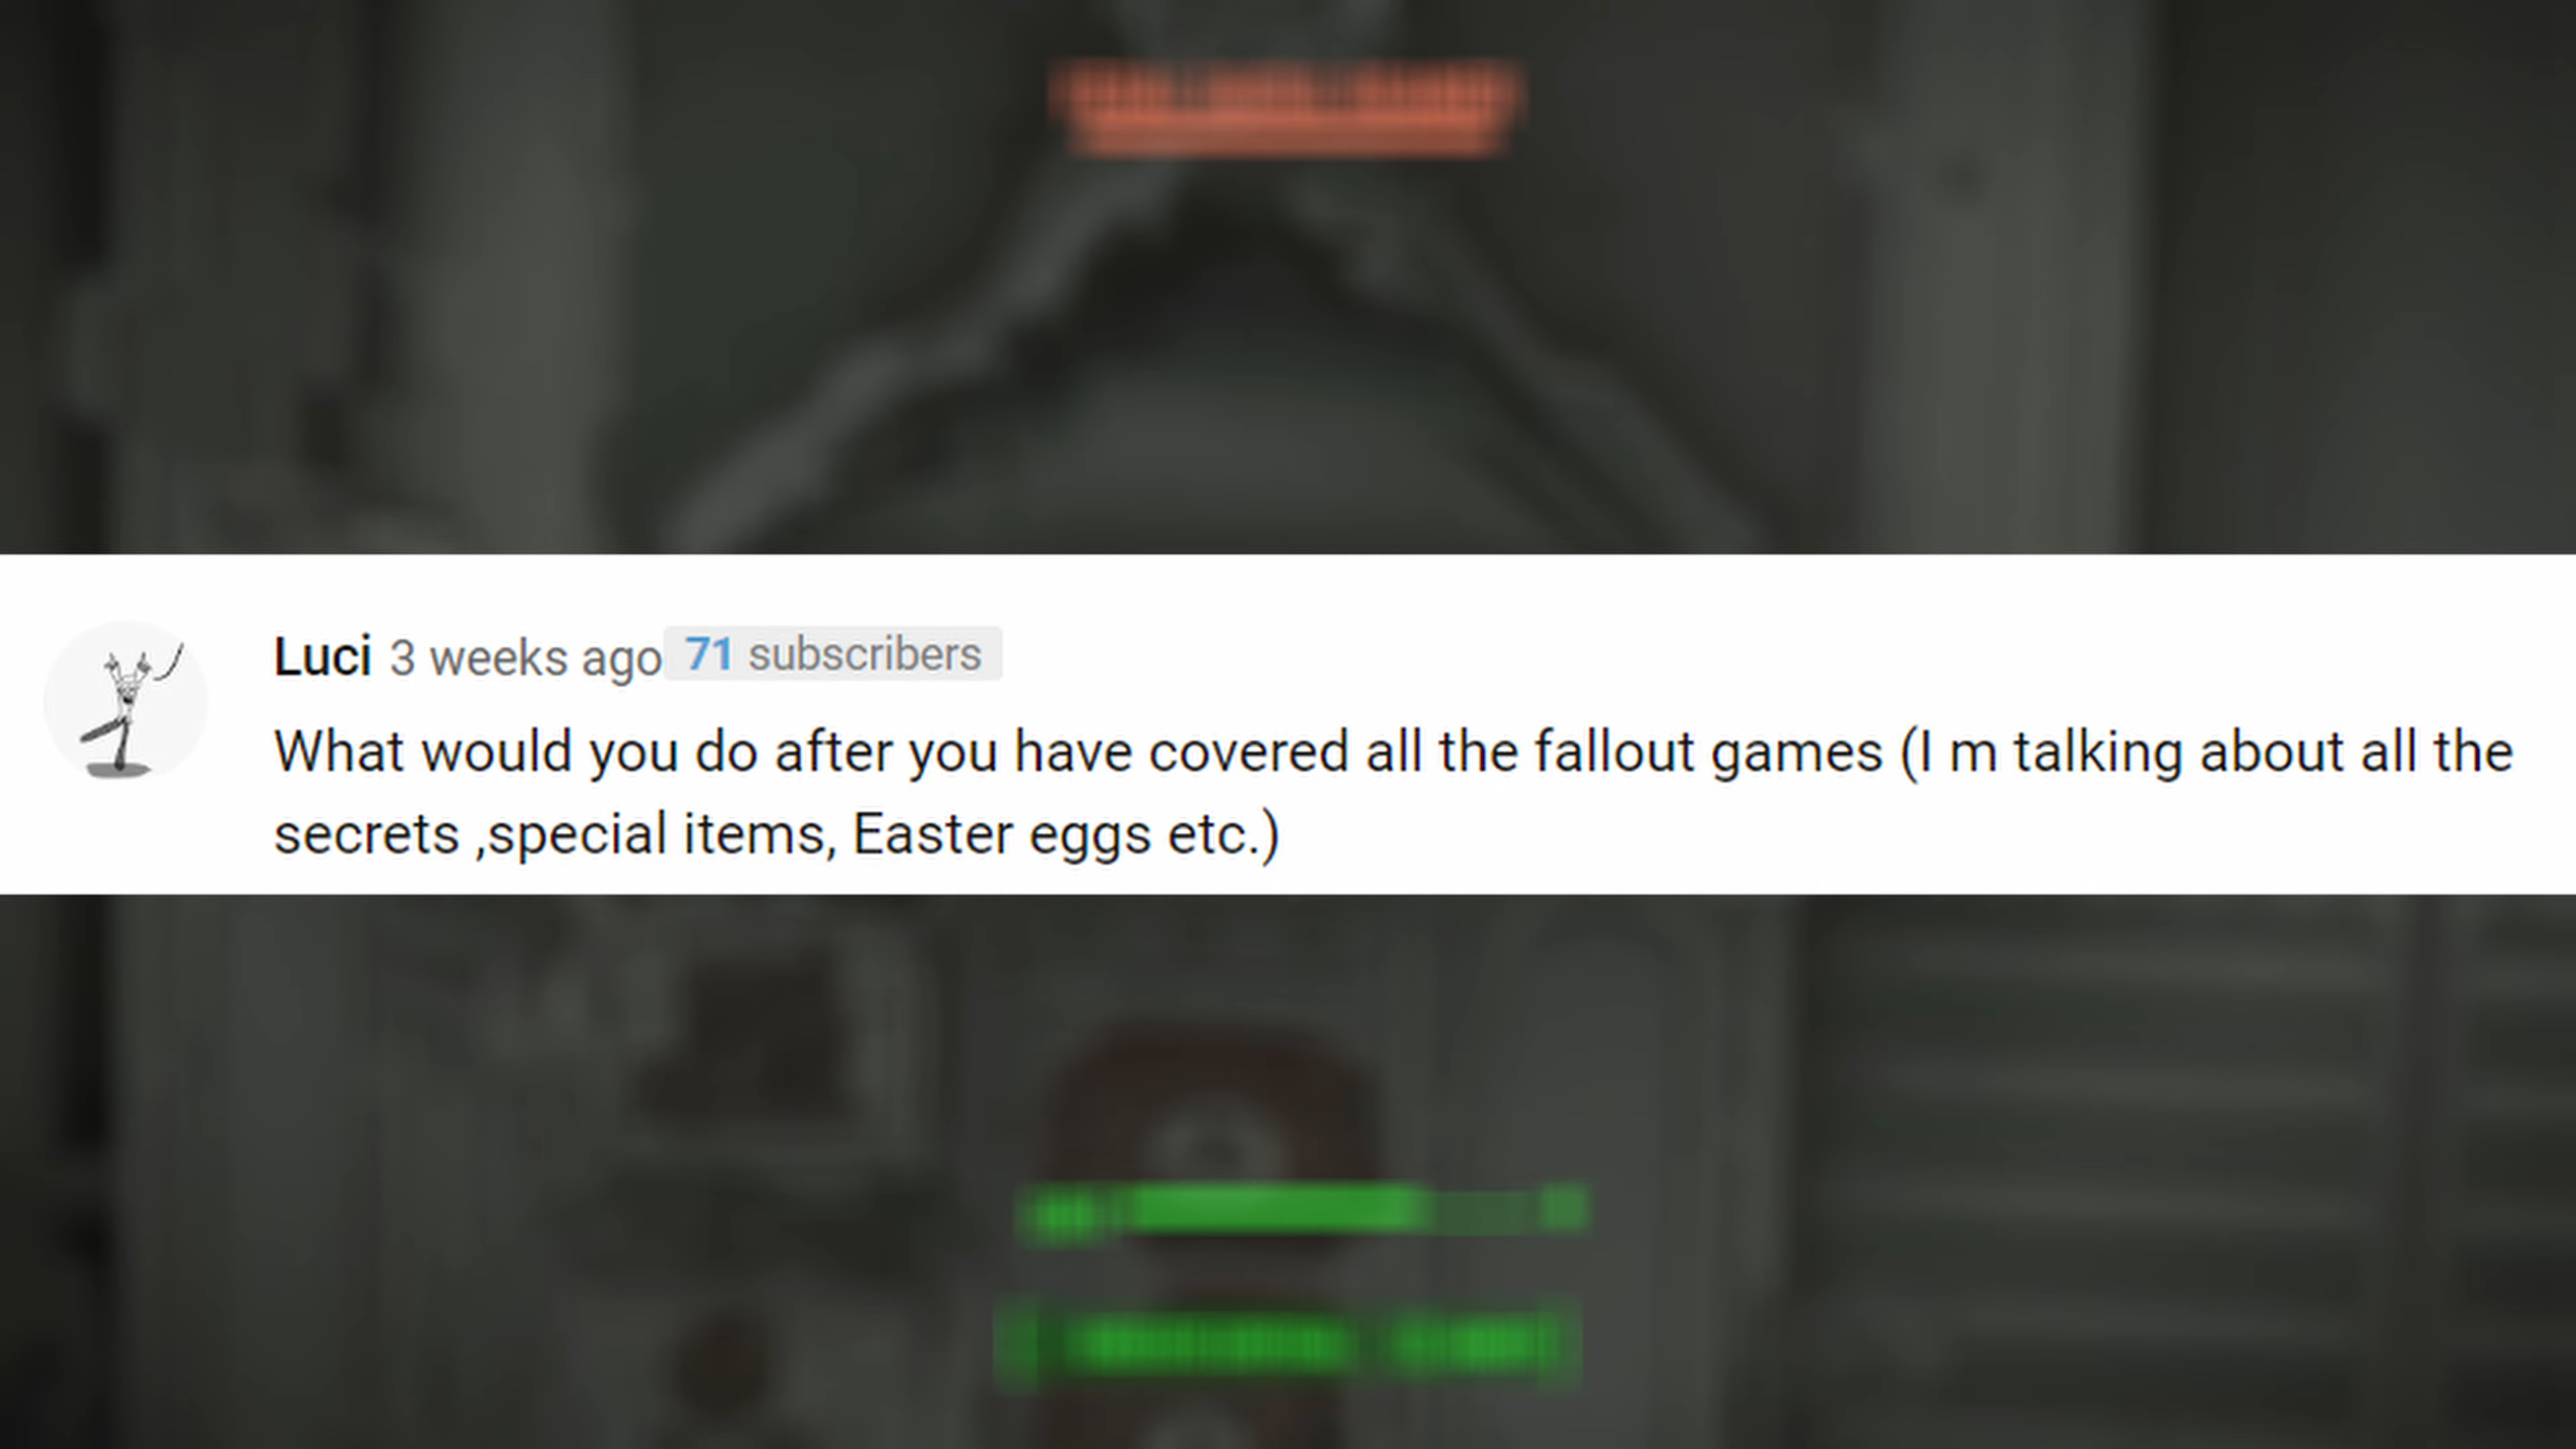 Luci 3 weeks ago 71 subscribers
What would you do after you have covered all the fallout games (I m talking about all the
secrets ,special items, Easter eggs etc.)